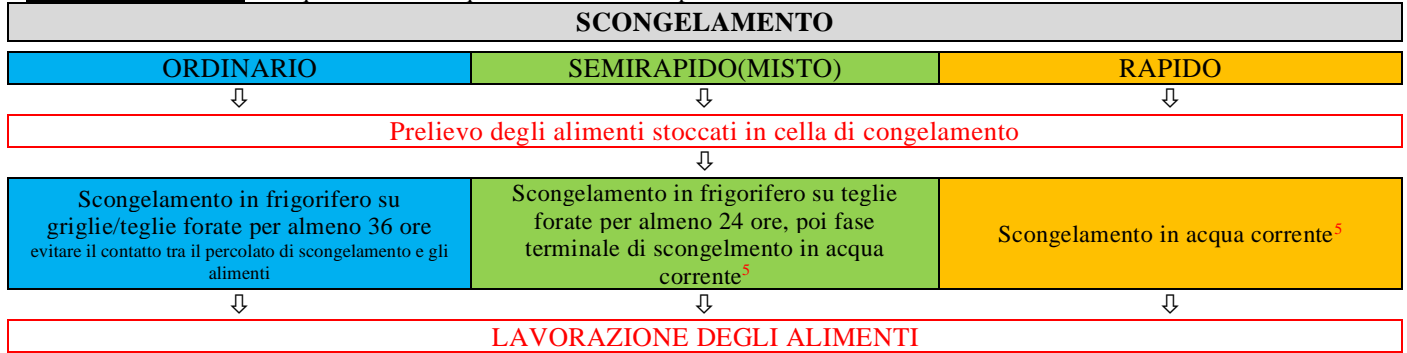 SCONGELAMENTO
ORDINARIO
SEMIRAPIDO(MISTO)
RAPIDO
⇩ ⇩ ⇩
Prelievo degli alimenti stoccati in cella di congelamento
⇩
Scongelamento in frigorifero su
griglie/teglie forate per almeno 36 ore
evitare il contatto tra il percolato di scongelamento e gli
alimenti
Scongelamento in frigorifero su teglie
forate per almeno 24 ore, poi fase
terminale di scongelmento in acqua
corrente⁵
Scongelamento in acqua corrente⁵
⇩ ⇩ ⇩
LAVORAZIONE DEGLI ALIMENTI